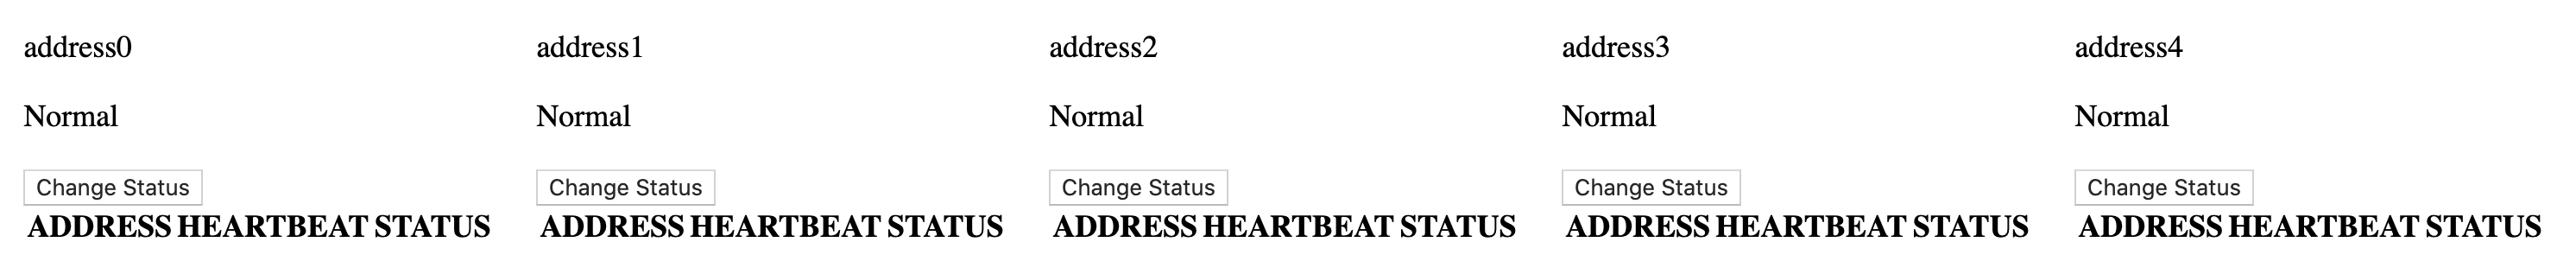 address0 address1 address2 address3 address4
Normal Normal Normal Normal Normal
Change Status Change Status Change Status Change Status Change Status
ADDRESS HEARTBEAT STATUS ADDRESS HEARTBEAT STATUS ADDRESS HEARTBEAT STATUS ADDRESS HEARTBEAT STATUS ADDRESS HEARTBEAT STATUS